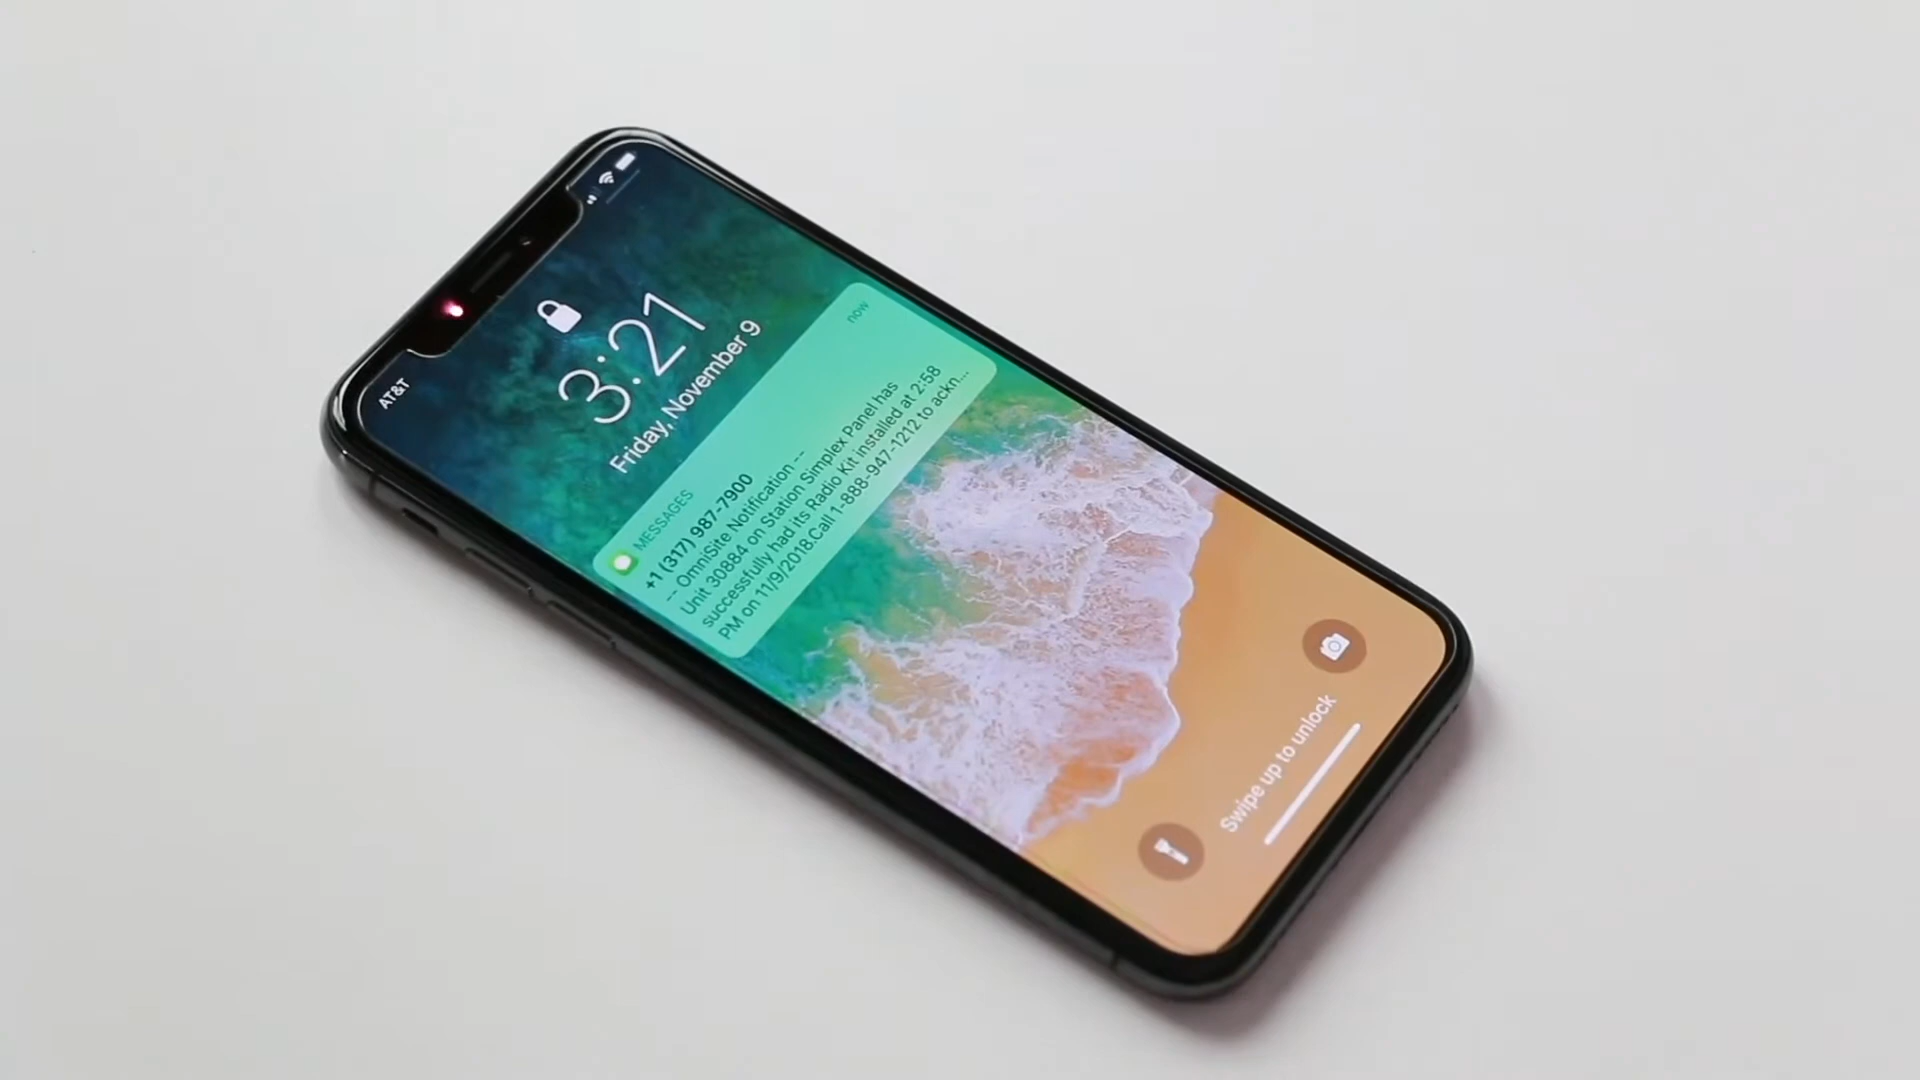 AT&T
3:21
Friday, November 9
MESSAGES
now
+1 (317) 987-7900
-- OmniSite Notification --
Unit 30884 on Station Simplex Panel has
successfully had its Radio Kit installed at 2:58
PM on 11/9/2018.Call 1-888-947-1212 to ackn...
Swipe up to unlock